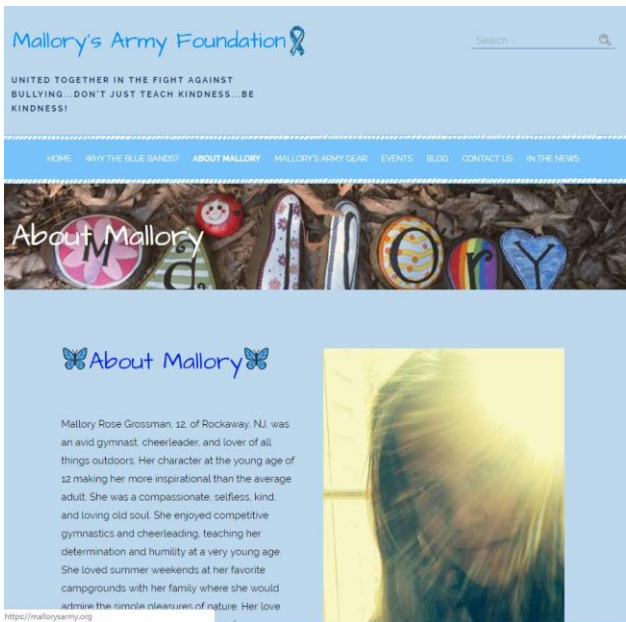 Mallory's Army Foundation
Search
UNITED TOGETHER IN THE FIGHT AGAINST
BULLYING...DON'T JUST TEACH KINDNESS...BE
KINDNESS!
HOME WHY THE BLUE BANDS? ABOUT MALLORY MALLORY'S ARMY GEAR EVENTS BLOG CONTACT US IN THE NEWS
About Mallory
Mallory
About Mallory
Mallory Rose Grossman, 12, of Rockaway, NJ, was
an avid gymnast, cheerleader, and lover of all
things outdoors. Her character at the young age of
12 making her more inspirational than the average
adult. She was a compassionate, selfless, kind,
and loving old soul. She enjoyed competitive
gymnastics and cheerleading, teaching her
determination and humility at a very young age.
She loved summer weekends at her favorite
campgrounds with her family where she would
admire the simple pleasures of nature. Her love
https://mallorysarmy.org